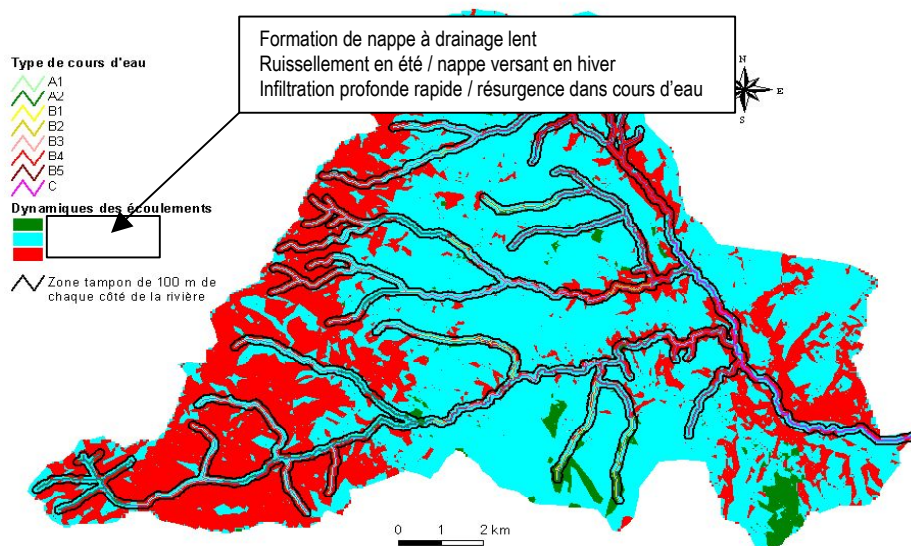 Formation de nappe à drainage lent
Ruissellement en été / nappe versant en hiver
Infiltration profonde rapide / résurgence dans cours d'eau
Type de cours d'eau
A1
A2
B1
B2
B3
B4
B5
C
Dynamiques des écoulements
Zone tampon de 100 m de
chaque côté de la rivière
N
E
S
0 1 2 km